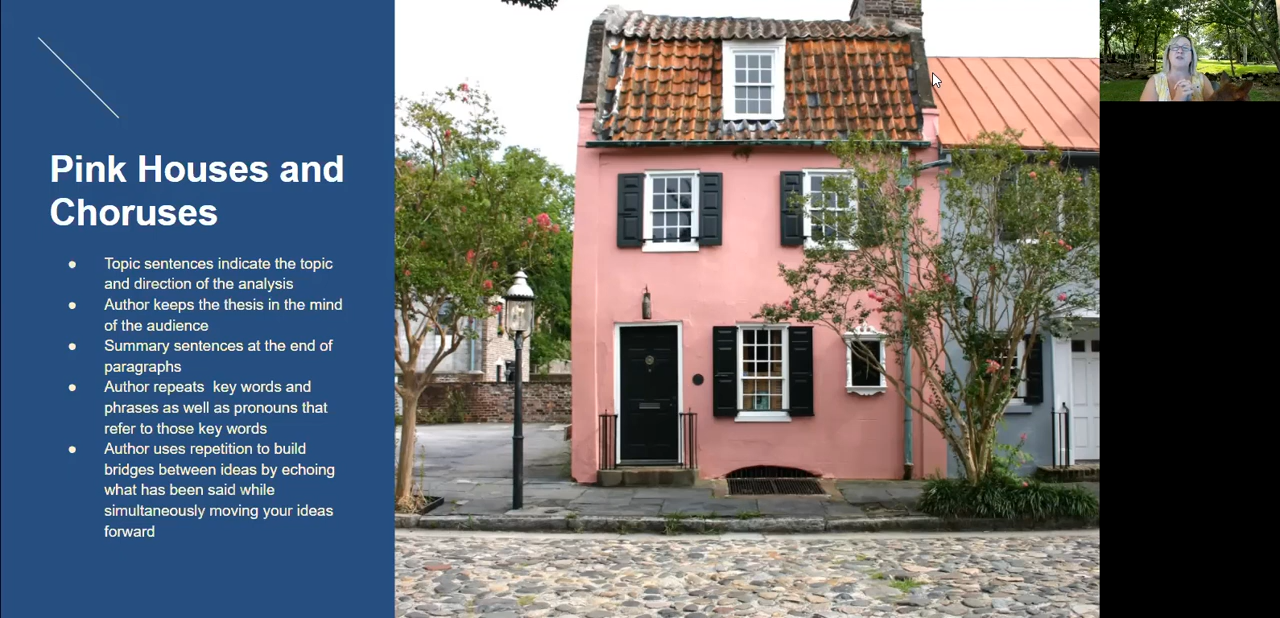 Pink Houses and
Choruses
● Topic sentences indicate the topic
and direction of the analysis
● Author keeps the thesis in the mind
of the audience
● Summary sentences at the end of
paragraphs
● Author repeats key words and
phrases as well as pronouns that
refer to those key words
● Author uses repetition to build
bridges between ideas by echoing
what has been said while
simultaneously moving your ideas
forward